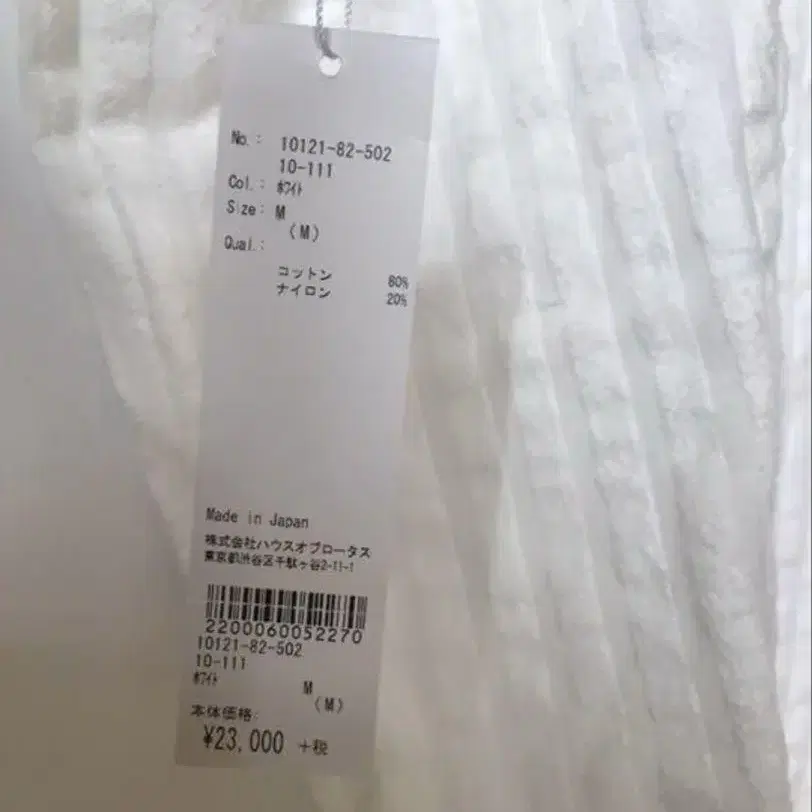 No.: 10121-82-502
10-111
Col.: ﾎﾜｲﾄ
Size: M
(M)
Qual.:
コットン 80%
ナイロン 20%
Made in Japan
株式会社ハウスオブロータス
東京都渋谷区千駄ヶ谷2-11-1
2200060052270
10121-82-502
10-111
ﾎﾜｲﾄ M
(M)
本体価格:
¥23,000 +税